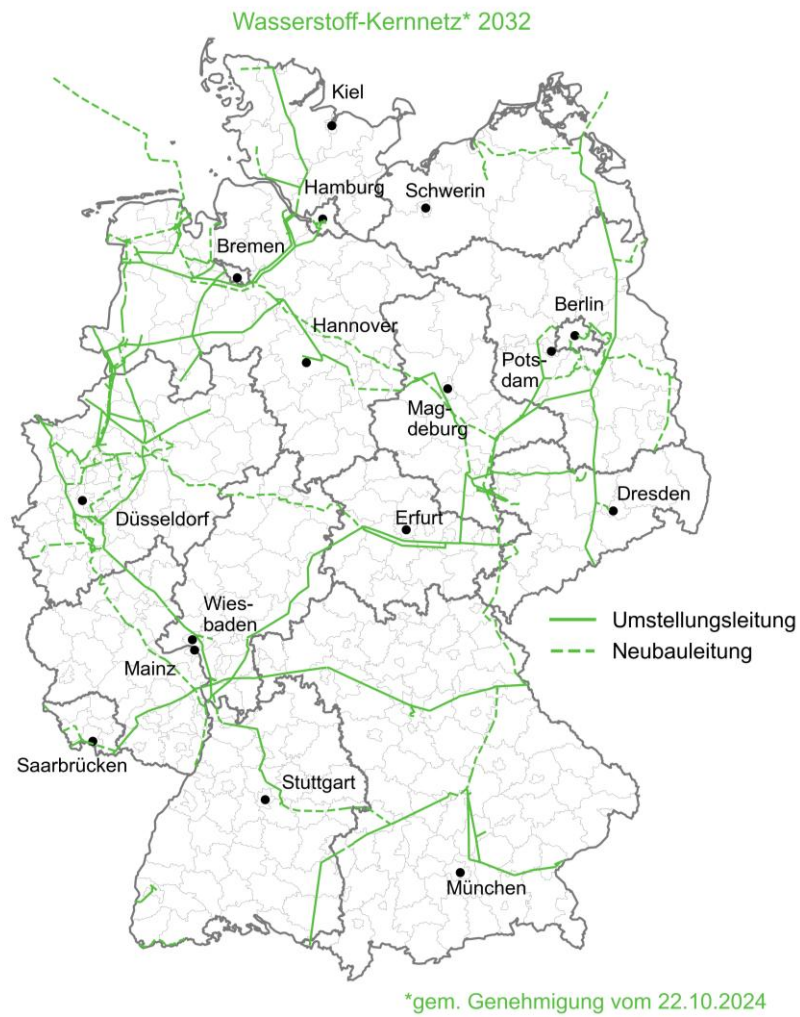 Wasserstoff-Kernnetz* 2032
Kiel
Hamburg
Schwerin
Bremen
Hannover
Berlin
Pots-
dam
Mag-
deburg
Düsseldorf
Erfurt
Dresden
Wies-
baden
Mainz
Umstellungsleitung
Neubauleitung
Saarbrücken
Stuttgart
München
*gem. Genehmigung vom 22.10.2024